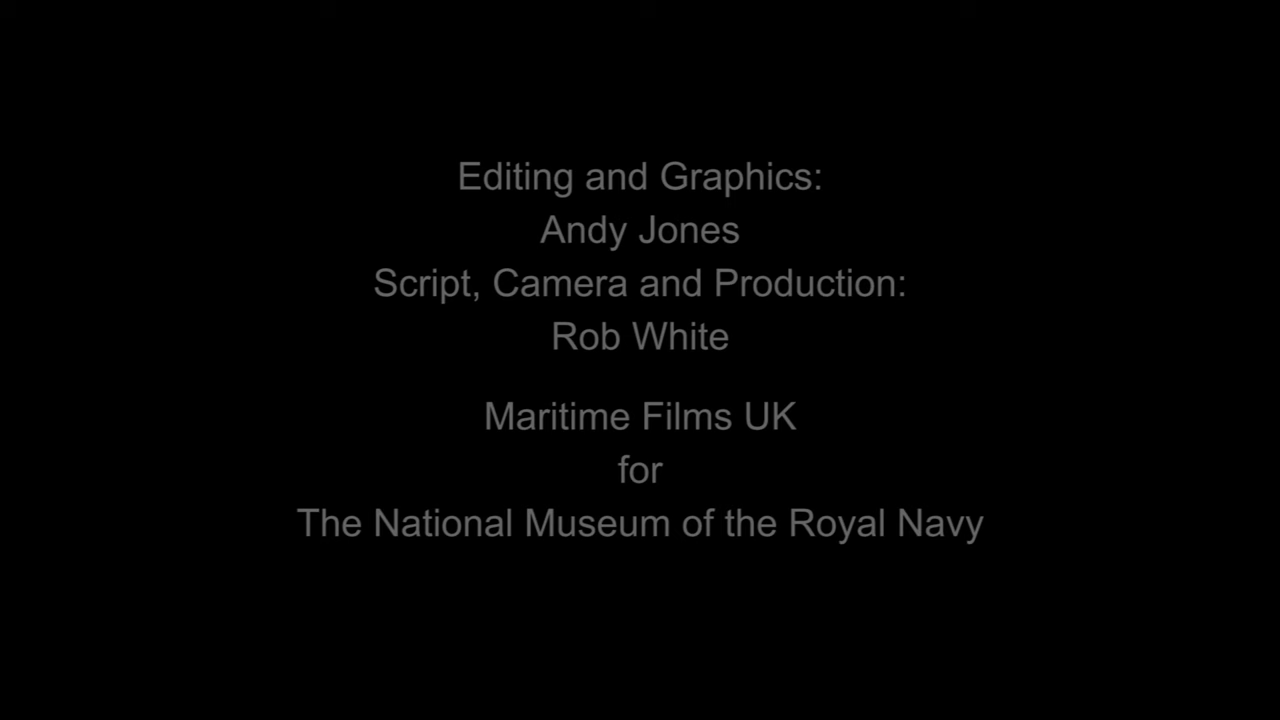 Editing and Graphics:
Andy Jones
Script, Camera and Production:
Rob White
Maritime Films UK
for
The National Museum of the Royal Navy